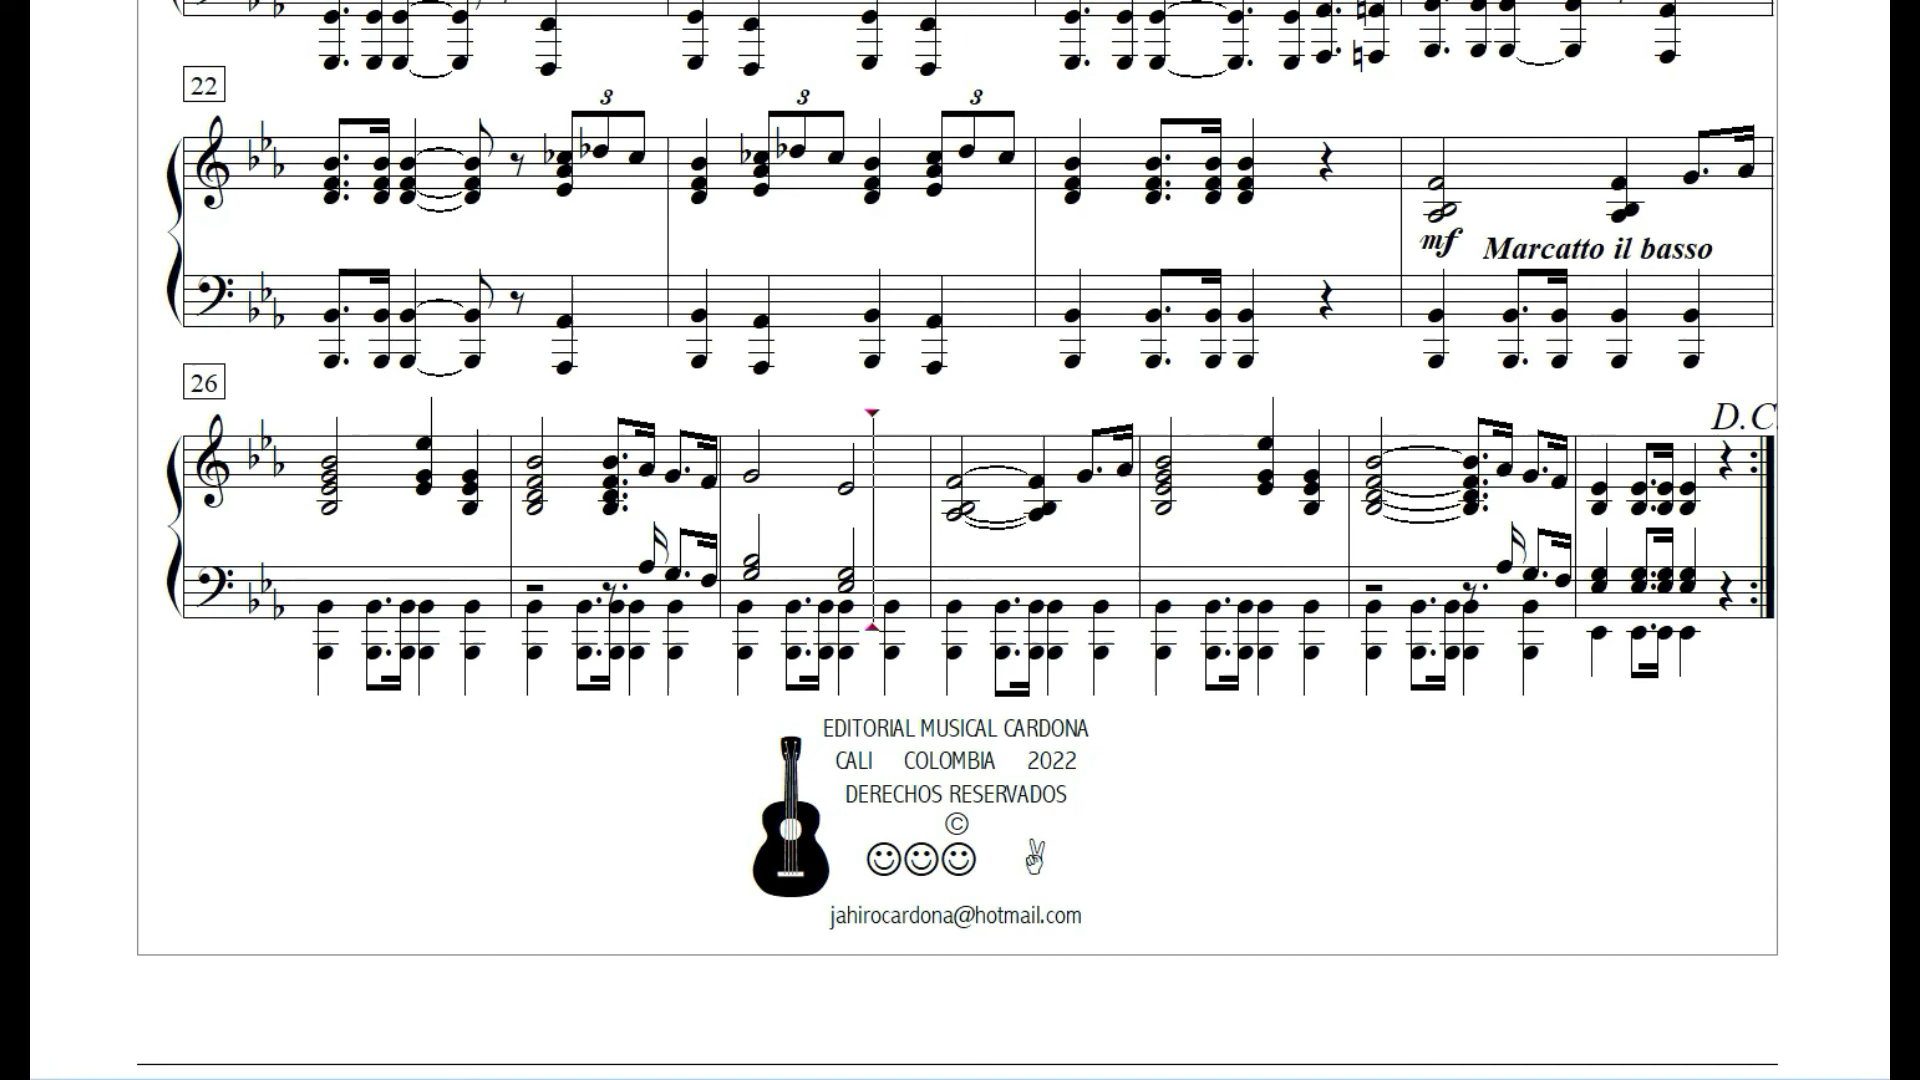 22
3
3
3
mf Marcatto il basso
26
D.C
EDITORIAL MUSICAL CARDONA
CALI COLOMBIA 2022
DERECHOS RESERVADOS
©
jahirocardona@hotmail.com